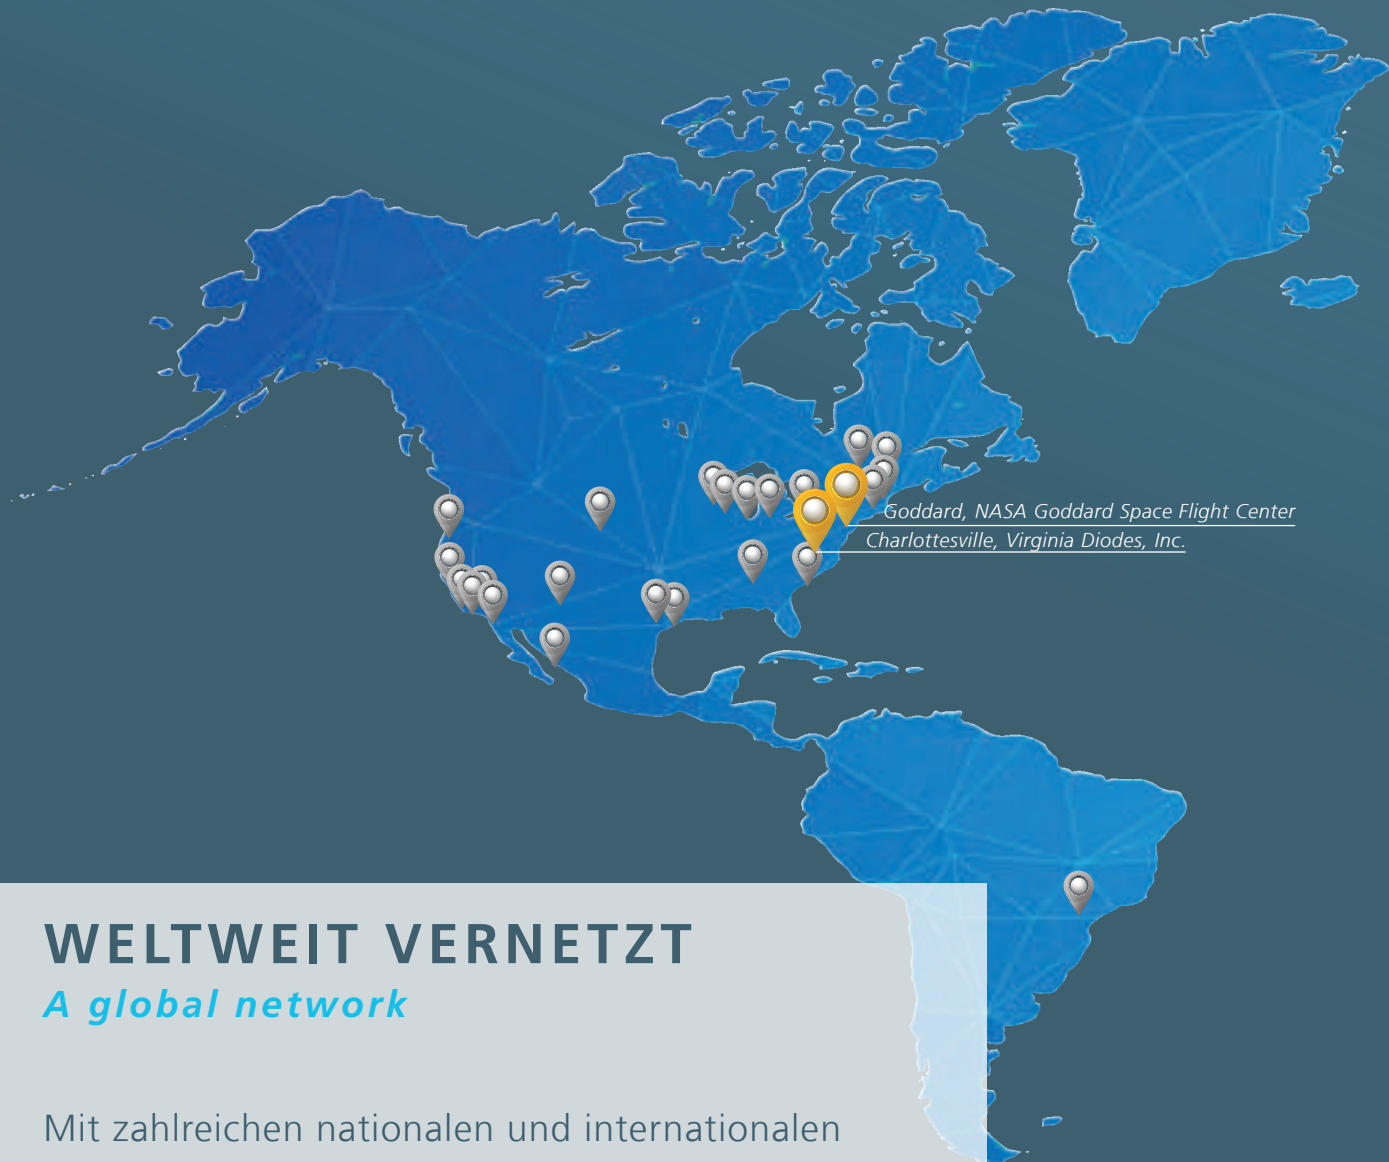 Goddard, NASA Goddard Space Flight Center
Charlottesville, Virginia Diodes, Inc.
WELTWEIT VERNETZT
A global network
Mit zahlreichen nationalen und internationalen